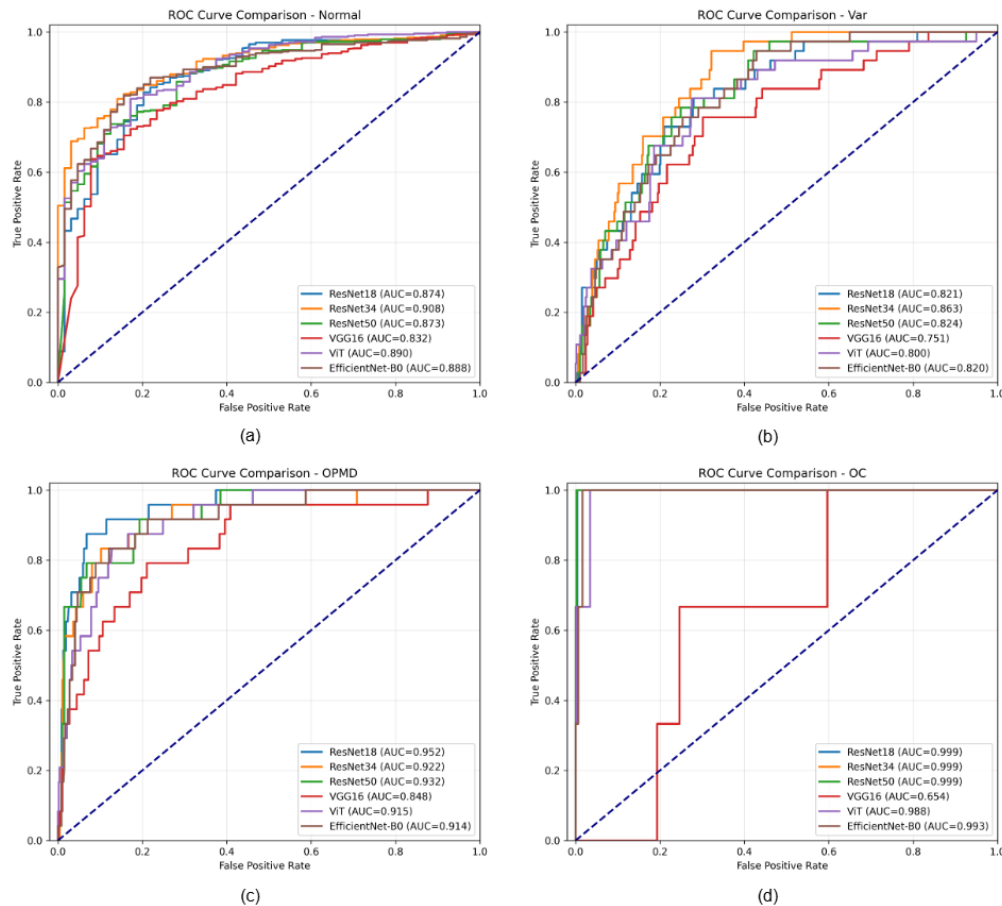 ROC Curve Comparison - Normal
1.0
0.8
0.6
0.4
0.2
0.0
True Positive Rate
ResNet18 (AUC=0.874)
ResNet34 (AUC=0.908)
ResNet50 (AUC=0.873)
VGG16 (AUC=0.832)
ViT (AUC=0.890)
EfficientNet-B0 (AUC=0.888)
0.0 0.2 0.4 0.6 0.8 1.0
False Positive Rate
(a)
ROC Curve Comparison - Var
1.0
0.8
0.6
0.4
0.2
0.0
True Positive Rate
ResNet18 (AUC=0.821)
ResNet34 (AUC=0.863)
ResNet50 (AUC=0.824)
VGG16 (AUC=0.751)
ViT (AUC=0.800)
EfficientNet-B0 (AUC=0.820)
0.0 0.2 0.4 0.6 0.8 1.0
False Positive Rate
(b)
ROC Curve Comparison - OPMD
1.0
0.8
0.6
0.4
0.2
0.0
True Positive Rate
ResNet18 (AUC=0.952)
ResNet34 (AUC=0.922)
ResNet50 (AUC=0.932)
VGG16 (AUC=0.848)
ViT (AUC=0.915)
EfficientNet-B0 (AUC=0.914)
0.0 0.2 0.4 0.6 0.8 1.0
False Positive Rate
(c)
ROC Curve Comparison - OC
1.0
0.8
0.6
0.4
0.2
0.0
True Positive Rate
ResNet18 (AUC=0.999)
ResNet34 (AUC=0.999)
ResNet50 (AUC=0.999)
VGG16 (AUC=0.654)
ViT (AUC=0.988)
EfficientNet-B0 (AUC=0.993)
0.0 0.2 0.4 0.6 0.8 1.0
False Positive Rate
(d)